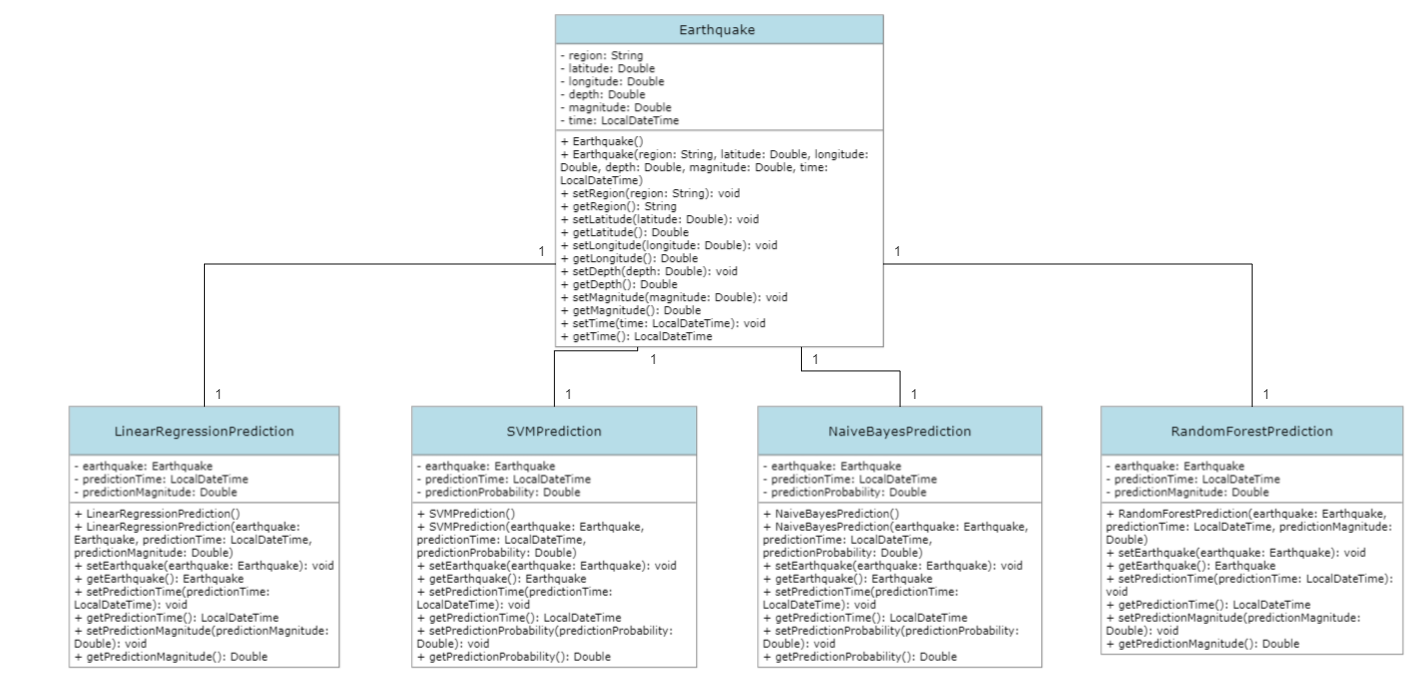 Earthquake
- region: String
- latitude: Double
- longitude: Double
- depth: Double
- magnitude: Double
- time: LocalDateTime
+ Earthquake()
+ Earthquake(region: String, latitude: Double, longitude:
Double, depth: Double, magnitude: Double, time:
LocalDateTime)
+ setRegion(region: String): void
+ getRegion(): String
+ setLatitude(latitude: Double): void
+ getLatitude(): Double
+ setLongitude(longitude: Double): void
+ getLongitude(): Double
+ setDepth(depth: Double): void
+ getDepth(): Double
+ setMagnitude(magnitude: Double): void
+ getMagnitude(): Double
+ setTime(time: LocalDateTime): void
+ getTime(): LocalDateTime
1
1
1
1
1
1
1
1
LinearRegressionPrediction
- earthquake: Earthquake
- predictionTime: LocalDateTime
- predictionMagnitude: Double
+ LinearRegressionPrediction()
+ LinearRegressionPrediction(earthquake:
Earthquake, predictionTime: LocalDateTime,
predictionMagnitude: Double)
+ setEarthquake(earthquake: Earthquake): void
+ getEarthquake(): Earthquake
+ setPredictionTime(predictionTime:
LocalDateTime): void
+ getPredictionTime(): LocalDateTime
+ setPredictionMagnitude(predictionMagnitude:
Double): void
+ getPredictionMagnitude(): Double
SVMPrediction
- earthquake: Earthquake
- predictionTime: LocalDateTime
- predictionProbability: Double
+ SVMPrediction()
+ SVMPrediction(earthquake: Earthquake,
predictionTime: LocalDateTime,
predictionProbability: Double)
+ setEarthquake(earthquake: Earthquake): void
+ getEarthquake(): Earthquake
+ setPredictionTime(predictionTime:
LocalDateTime): void
+ getPredictionTime(): LocalDateTime
+ setPredictionProbability(predictionProbability:
Double): void
+ getPredictionProbability(): Double
NaiveBayesPrediction
- earthquake: Earthquake
- predictionTime: LocalDateTime
- predictionProbability: Double
+ NaiveBayesPrediction()
+ NaiveBayesPrediction(earthquake: Earthquake,
predictionTime: LocalDateTime,
predictionProbability: Double)
+ setEarthquake(earthquake: Earthquake): void
+ getEarthquake(): Earthquake
+ setPredictionTime(predictionTime:
LocalDateTime): void
+ getPredictionTime(): LocalDateTime
+ setPredictionProbability(predictionProbability:
Double): void
+ getPredictionProbability(): Double
RandomForestPrediction
- earthquake: Earthquake
- predictionTime: LocalDateTime
- predictionMagnitude: Double
+ RandomForestPrediction(earthquake: Earthquake,
predictionTime: LocalDateTime, predictionMagnitude:
Double)
+ setEarthquake(earthquake: Earthquake): void
+ getEarthquake(): Earthquake
+ setPredictionTime(predictionTime: LocalDateTime):
void
+ getPredictionTime(): LocalDateTime
+ setPredictionMagnitude(predictionMagnitude:
Double): void
+ getPredictionMagnitude(): Double